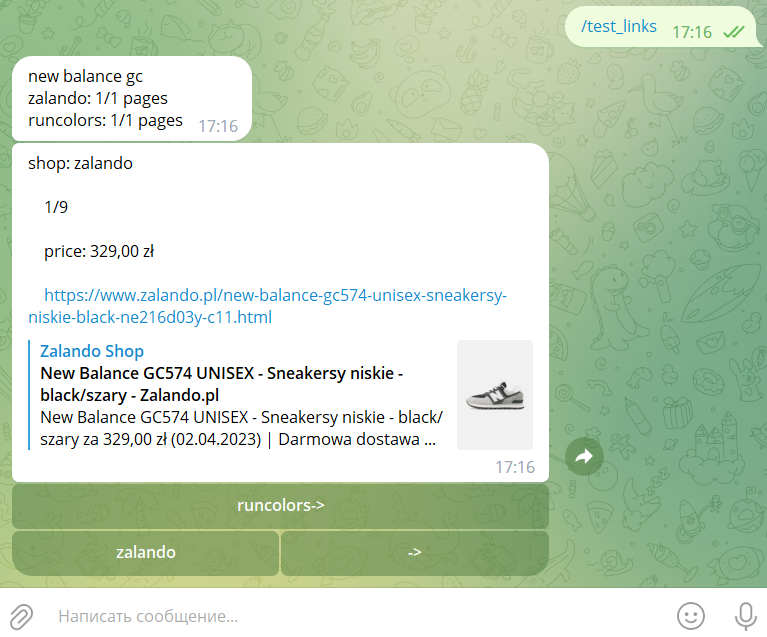 /test_links
17:16
new balance gc
zalando: 1/1 pages
runcolors: 1/1 pages
17:16
shop: zalando
1/9
price: 329,00 zł
https://www.zalando.pl/new-balance-gc574-unisex-sneakersy-
niskie-black-ne216d03y-c11.html
Zalando Shop
New Balance GC574 UNISEX - Sneakersy niskie -
black/szary - Zalando.pl
New Balance GC574 UNISEX - Sneakersy niskie - black/
szary za 329,00 zł (02.04.2023) | Darmowa dostawa ...
17:16
runcolors->
zalando
->
Написать сообщение...